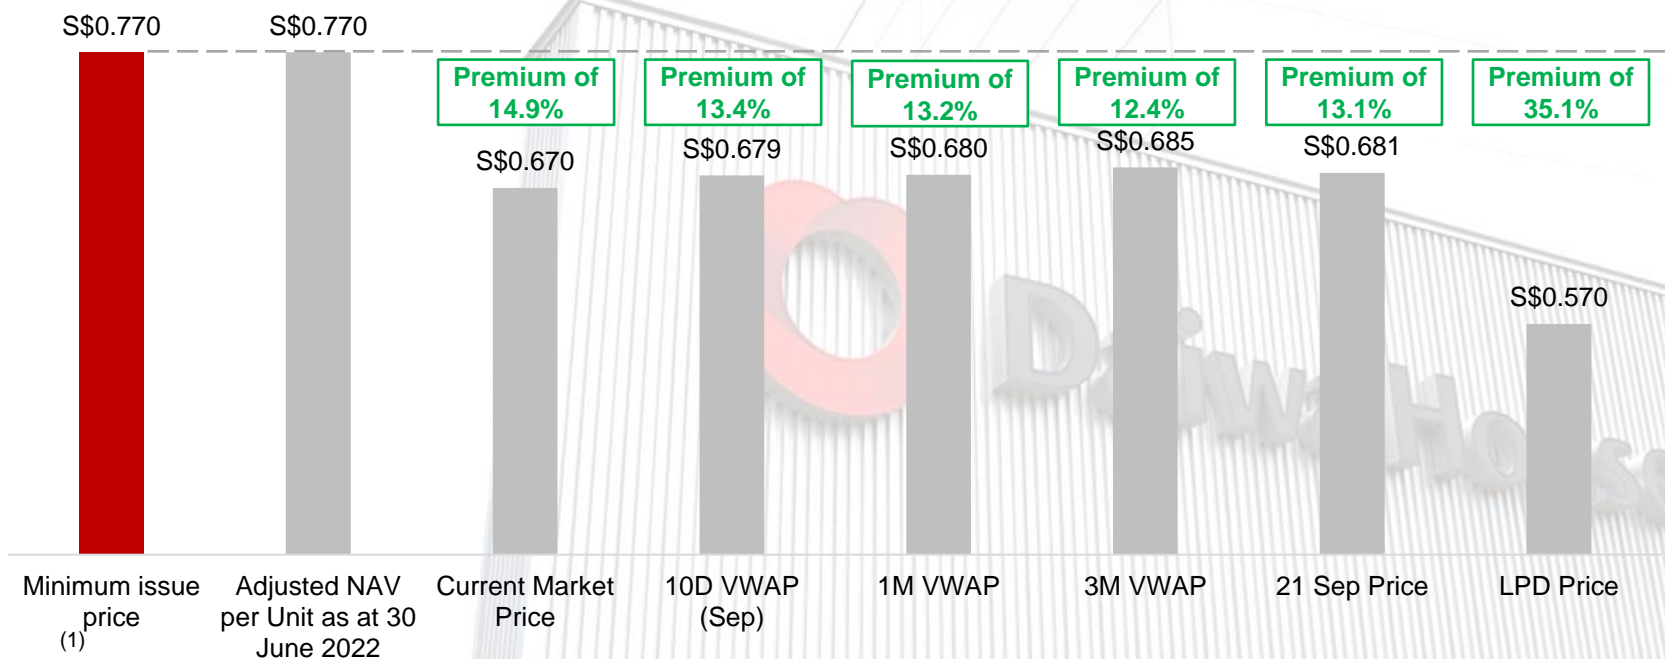 S$0.770
S$0.770
Premium of
14.9%
Premium of
13.4%
Premium of
13.2%
Premium of
12.4%
Premium of
13.1%
Premium of
35.1%
S$0.670
S$0.679
S$0.680
S$0.685
S$0.681
S$0.570
Daiwa House
Minimum issue
price
(1)
Adjusted NAV
per Unit as at 30
June 2022
Current Market
Price
10D VWAP
(Sep)
1M VWAP
3M VWAP
21 Sep Price
LPD Price